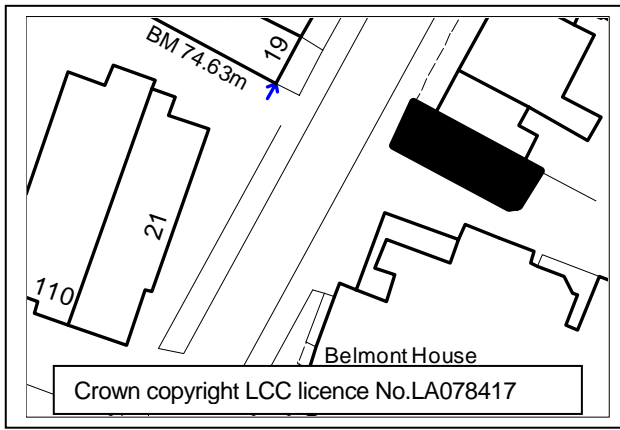 19
BM 74.63m
21
110
Belmont House
Crown copyright LCC licence No.LA078417